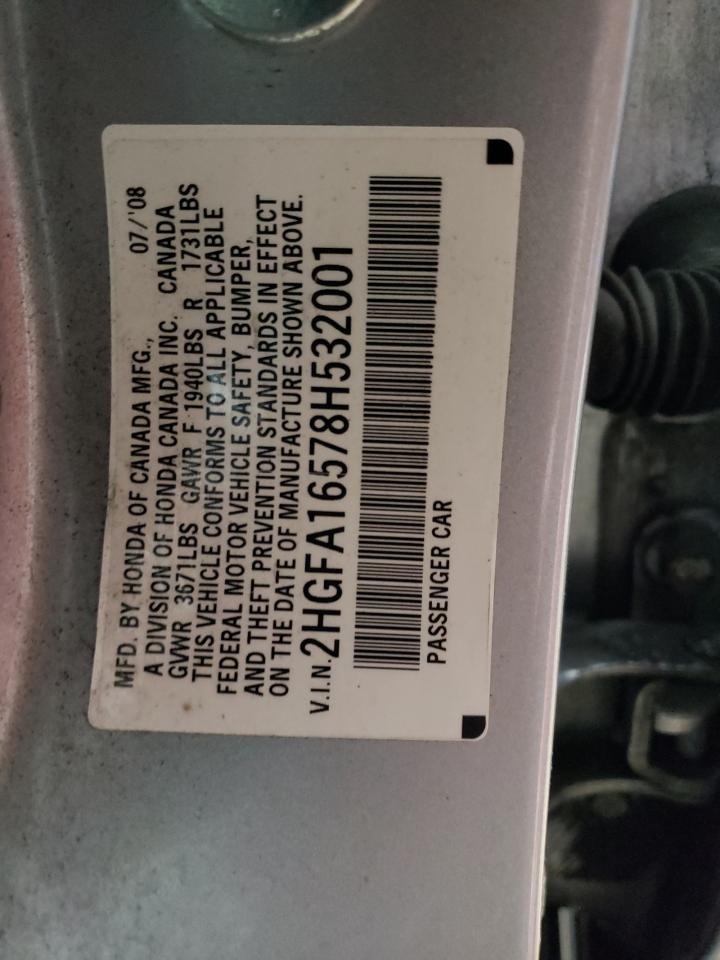 MFD. BY HONDA OF CANADA MFG., 07/'08
A DIVISION OF HONDA CANADA INC. CANADA
GVWR 3671LBS GAWR F 1940LBS R 1731LBS
THIS VEHICLE CONFORMS TO ALL APPLICABLE
FEDERAL MOTOR VEHICLE SAFETY, BUMPER,
AND THEFT PREVENTION STANDARDS IN EFFECT
ON THE DATE OF MANUFACTURE SHOWN ABOVE.
V.I.N. 2HGFA16578H532001
PASSENGER CAR